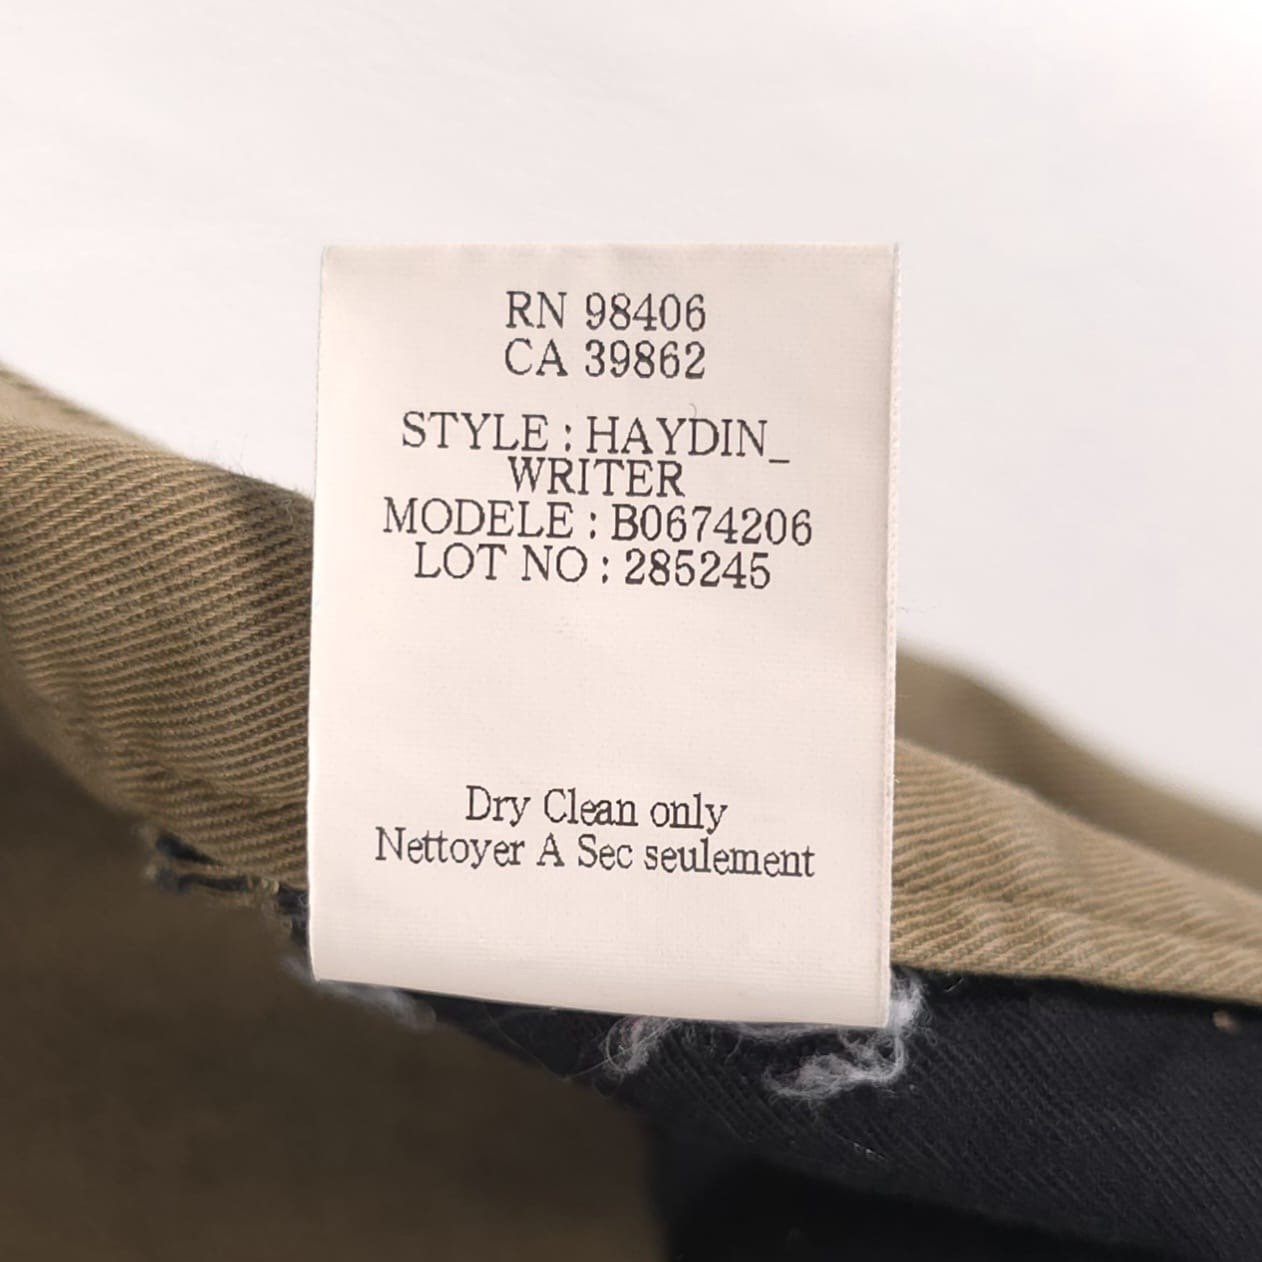 RN 98406
CA 39862
STYLE : HAYDIN_
WRITER
MODELE : B0674206
LOT NO : 285245
Dry Clean only
Nettoyer A Sec seulement